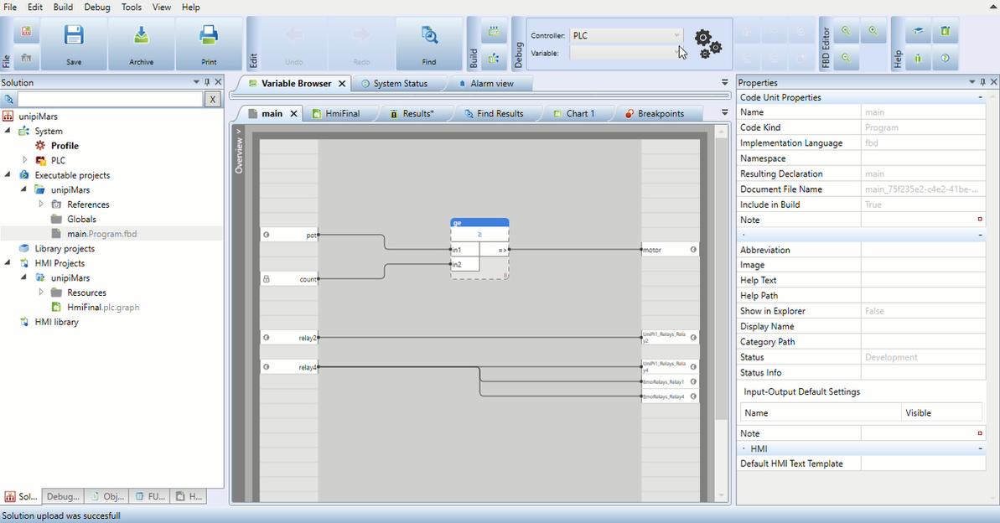 File Edit Build Debug Tools View Help
File
Save
Archive
Print
Edit
Undo
Redo
Find
Build
Debug
Controller: PLC
Variable:
FBD Editor
Help
Solution
X
unipiMars
System
Profile
PLC
Executable projects
unipiMars
References
Globals
main.Program.fbd
Library projects
HMI Projects
unipiMars
Resources
HmiFinal.plc.graph
HMI library
Sol... Debug... Obj... FU... H...
Variable Browser System Status Alarm view
main HmiFinal Results* Find Results Chart 1 Breakpoints
Overview >
ge
≥
pot
in1 =>
motor
in2
count
relay2
UniPi1_Relays_Rela
y2
relay4
UniPi1_Relays_Rela
y4
EmoRelays_Relay1
EmoRelays_Relay4
Properties
Code Unit Properties
Name main
Code Kind Program
Implementation Language fbd
Namespace
Resulting Declaration main
Document File Name main_75f235e2-c4e2-41be-...
Include in Build True
Note
Abbreviation
Image
Help Text
Help Path
Show in Explorer False
Display Name
Category Path
Status Development
Status Info
Input-Output Default Settings
Name Visible
Note
HMI
Default HMI Text Template
Solution upload was succesfull